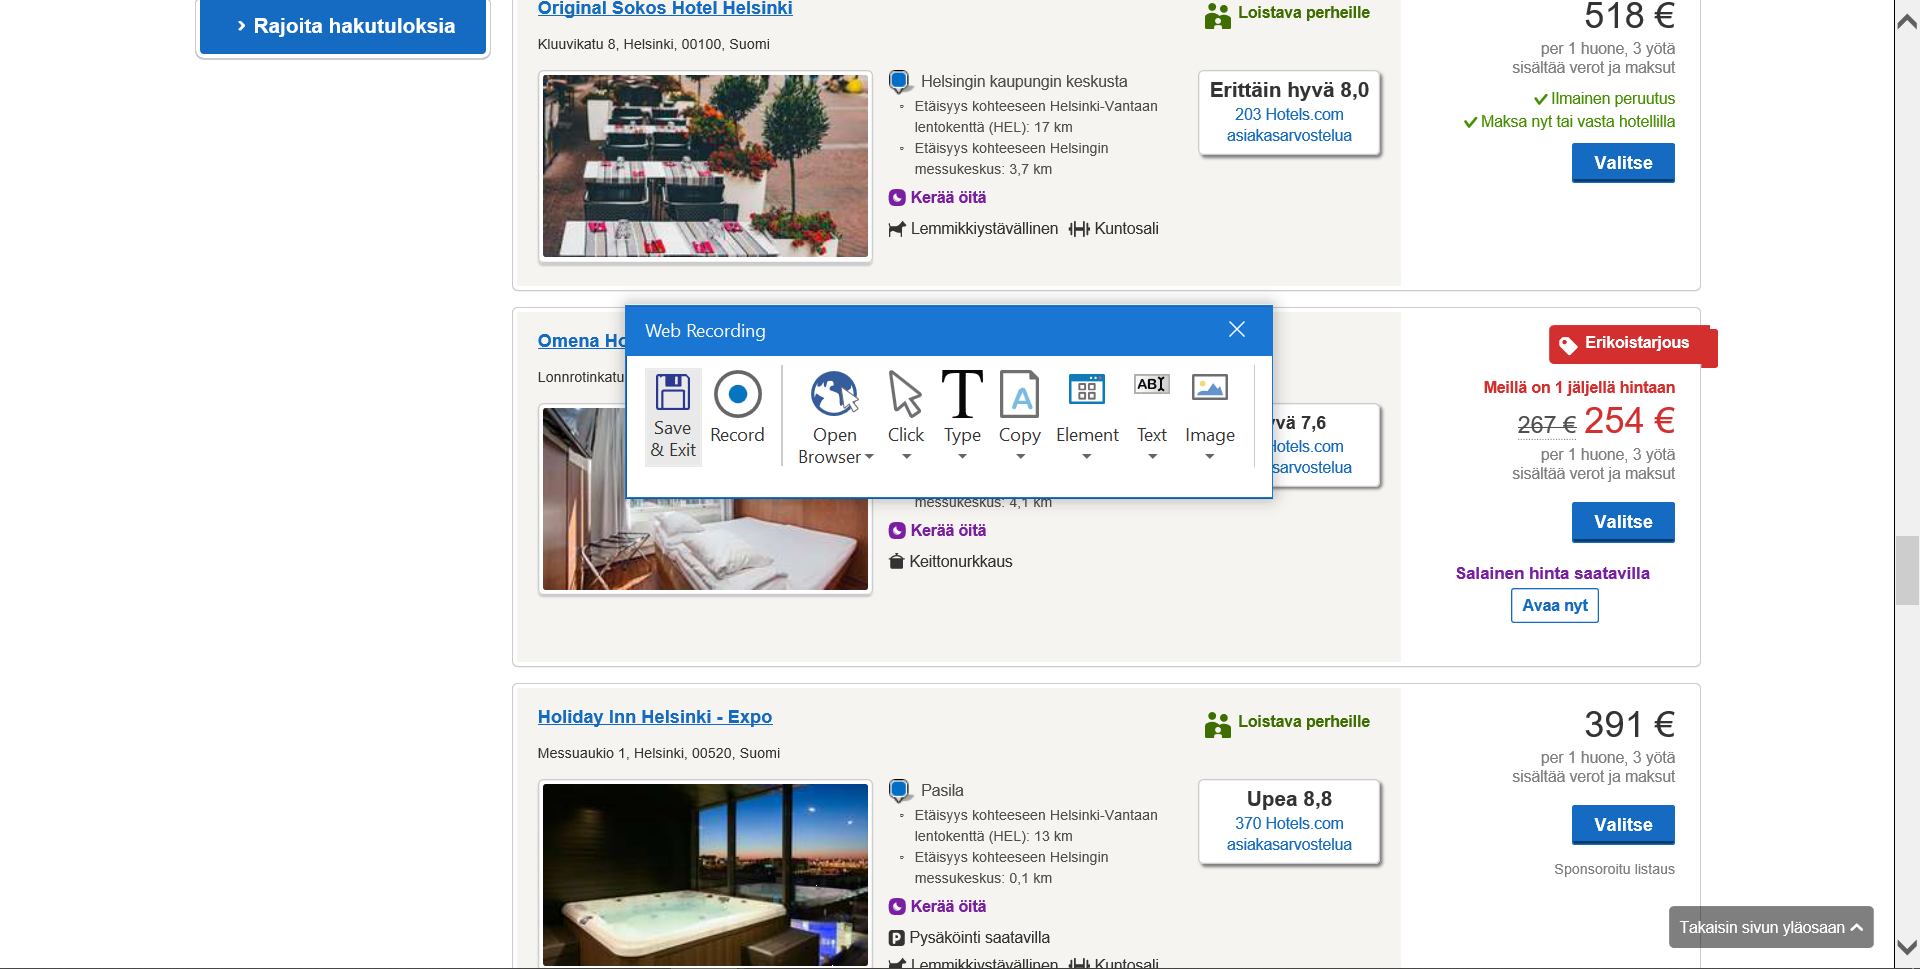 › Rajoita hakutuloksia
Original Sokos Hotel Helsinki
Kluuvikatu 8, Helsinki, 00100, Suomi
Helsingin kaupungin keskusta
Etäisyys kohteeseen Helsinki-Vantaan
lentokenttä (HEL): 17 km
Etäisyys kohteeseen Helsingin
messukeskus: 3,7 km
Kerää öitä
Lemmikkiystävällinen Kuntosali
Loistava perheille
Erittäin hyvä 8,0
203 Hotels.com
asiakasarvostelua
518 €
per 1 huone, 3 yötä
sisältää verot ja maksut
Ilmainen peruutus
Maksa nyt tai vasta hotellilla
Valitse
Omena Ho
Lonnrotinkatu
Web Recording
Save
& Exit
Record
Open
Browser
Click
Type
Copy
Element
Text
Image
messukeskus: 4,1 km
Kerää öitä
Keittonurkkaus
7,6
Erikoistarjous
Meillä on 1 jäljellä hintaan
267 € 254 €
per 1 huone, 3 yötä
sisältää verot ja maksut
Valitse
Salainen hinta saatavilla
Avaa nyt
Holiday Inn Helsinki - Expo
Messuaukio 1, Helsinki, 00520, Suomi
Pasila
Etäisyys kohteeseen Helsinki-Vantaan
lentokenttä (HEL): 13 km
Etäisyys kohteeseen Helsingin
messukeskus: 0,1 km
Kerää öitä
Pysäköinti saatavilla
Lemmikkiystävällinen Kuntosali
Loistava perheille
Upea 8,8
370 Hotels.com
asiakasarvostelua
391 €
per 1 huone, 3 yötä
sisältää verot ja maksut
Valitse
Sponsoroitu listaus
Takaisin sivun yläosaan